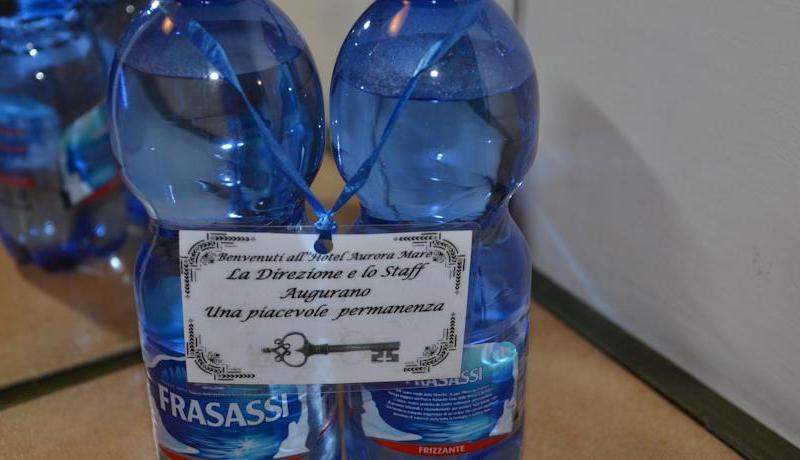 Benvenuti all'Hotel Aurora Mare
La Direzione e lo Staff
Augurano
Una piacevole permanenza
FRASASSI
FRASASSI
FRIZZANTE